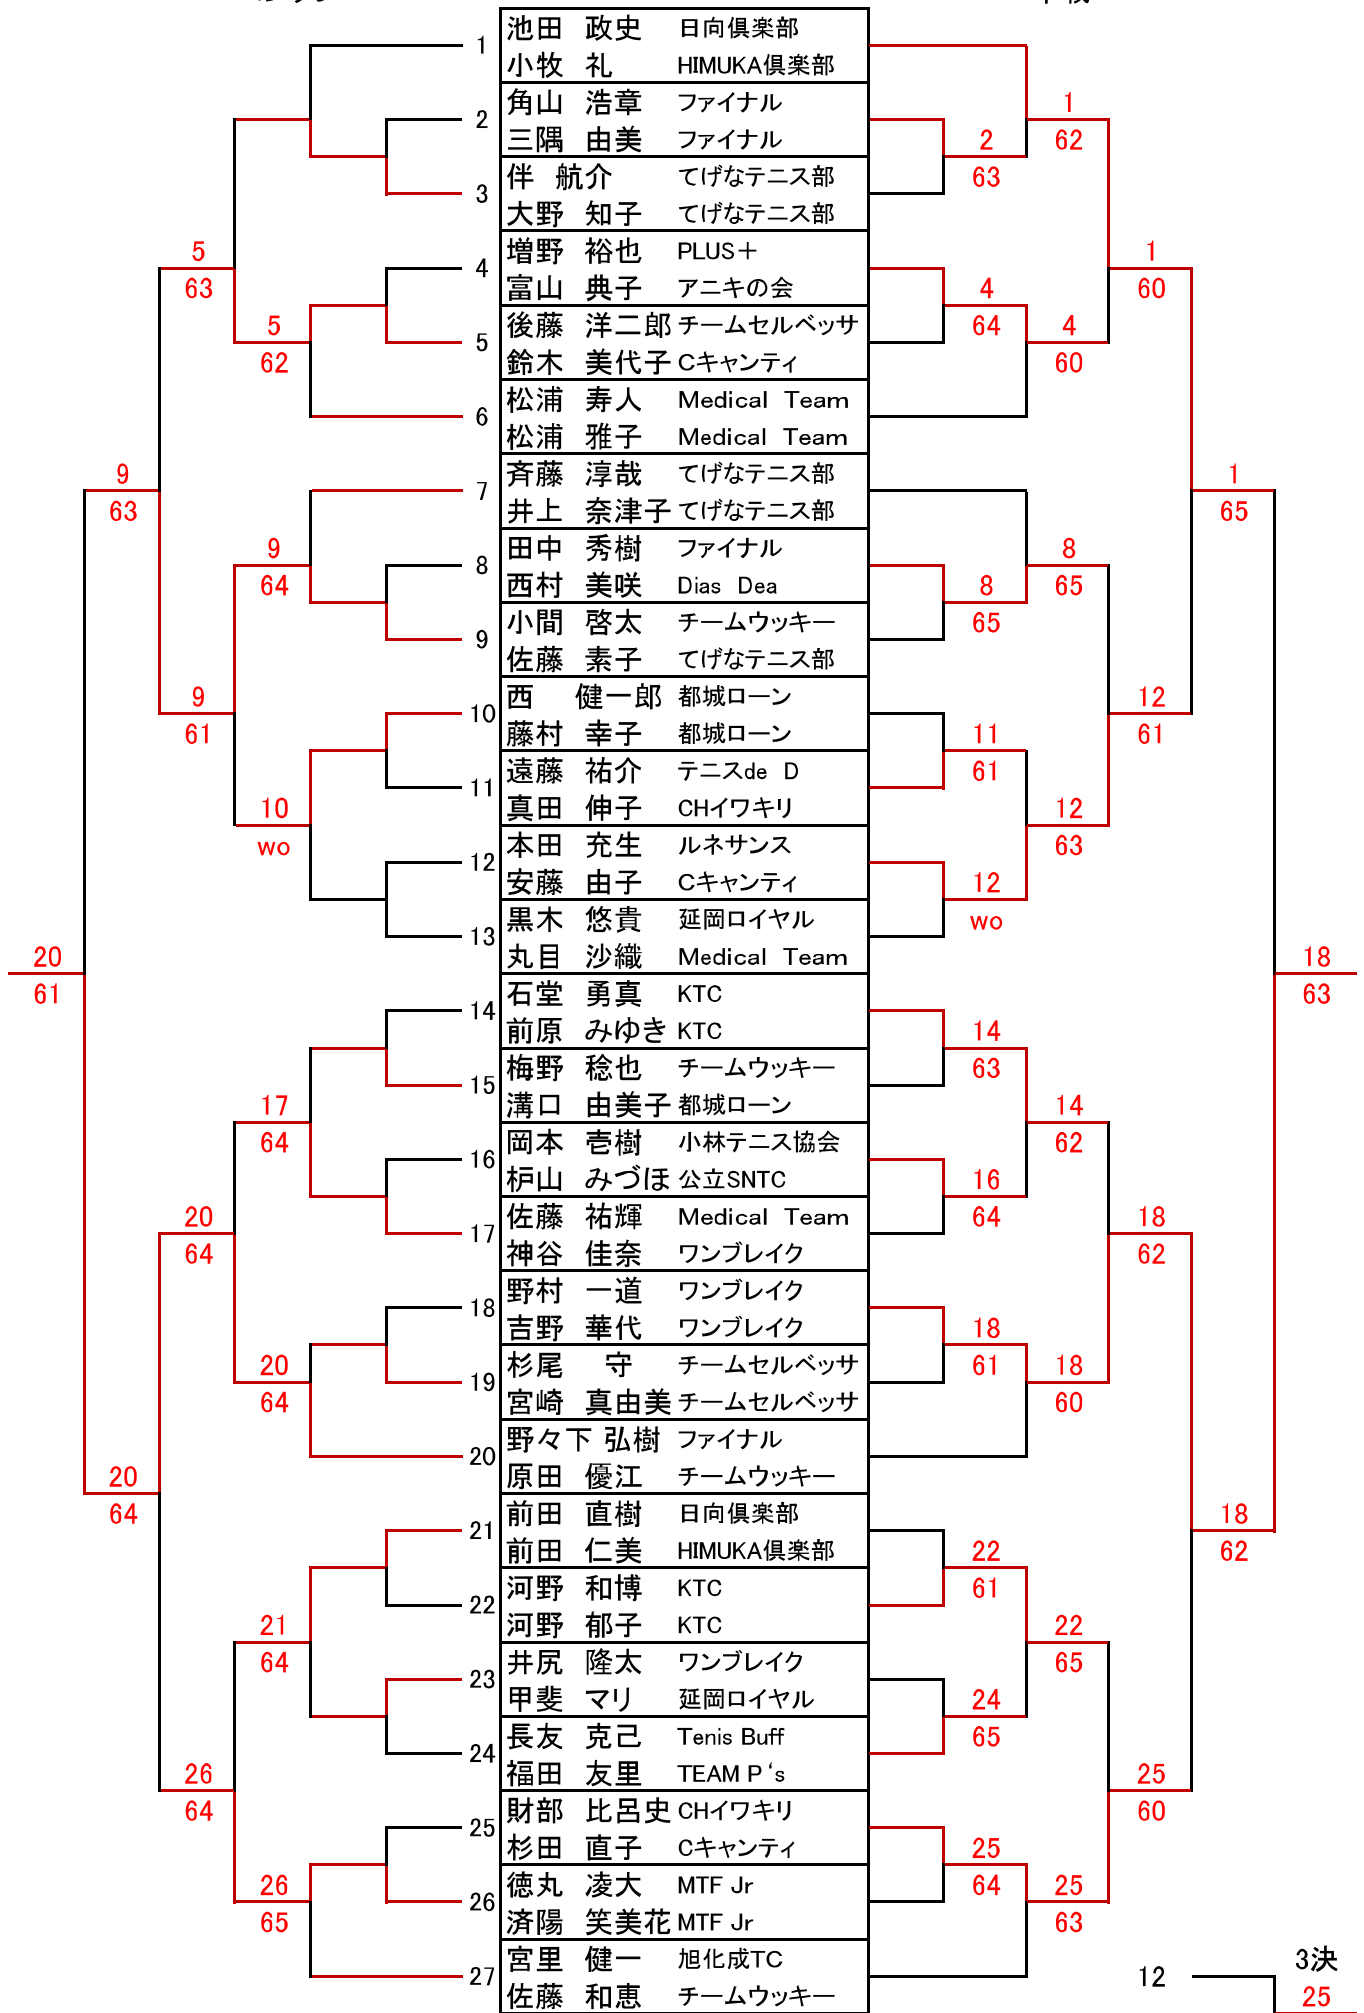 池田 政史 日向倶楽部
1 小牧 礼 HIMUKA倶楽部
角山 浩章 ファイナル 1
2 三隅 由美 ファイナル 2 62
伴 航介 てげなテニス部 63
3 大野 知子 てげなテニス部
5 増野 裕也 PLUS＋ 1
63 4 富山 典子 アニキの会 4 60
5 後藤 洋二郎 チームセルベッサ 64 4
62 5 鈴木 美代子 Cキャンティ 60
松浦 寿人 Medical Team
6 松浦 雅子 Medical Team
9 斉藤 淳哉 てげなテニス部 1
63 7 井上 奈津子 てげなテニス部 65
9 田中 秀樹 ファイナル 8
64 8 西村 美咲 Dias Dea 8 65
小間 啓太 チームウッキー 65
9 佐藤 素子 てげなテニス部
9 西 健一郎 都城ローン 12
61 10 藤村 幸子 都城ローン 11 61
遠藤 祐介 テニスde D 61
10 11 真田 伸子 CHイワキリ 12
wo 本田 充生 ルネサンス 63
12 安藤 由子 Cキャンティ 12
黒木 悠貴 延岡ロイヤル wo
20 13 丸目 沙織 Medical Team 18
61 石堂 勇真 KTC 63
14 前原 みゆき KTC 14
梅野 稔也 チームウッキー 63
17 15 溝口 由美子 都城ローン 14
64 岡本 壱樹 小林テニス協会 62
16 枦山 みづほ 公立SNTC 16
20 佐藤 祐輝 Medical Team 64 18
64 17 神谷 佳奈 ワンブレイク 62
野村 一道 ワンブレイク
18 吉野 華代 ワンブレイク 18
20 杉尾 守 チームセルベッサ 61 18
64 19 宮崎 真由美 チームセルベッサ 60
野々下 弘樹 ファイナル
20 20 原田 優江 チームウッキー
64 前田 直樹 日向倶楽部 18
21 前田 仁美 HIMUKA倶楽部 22 62
河野 和博 KTC 61
21 22 河野 郁子 KTC 22
64 井尻 隆太 ワンブレイク 65
23 甲斐 マリ 延岡ロイヤル 24
長友 克己 Tenis Buff 65
26 24 福田 友里 TEAM P‘s 25
64 財部 比呂史 CHイワキリ 60
25 杉田 直子 Cキャンティ 25
26 徳丸 凌大 MTF Jr 64 25
65 26 済陽 笑美花 MTF Jr 63
宮里 健一 旭化成TC 3決
27 佐藤 和恵 チームウッキー 12 25